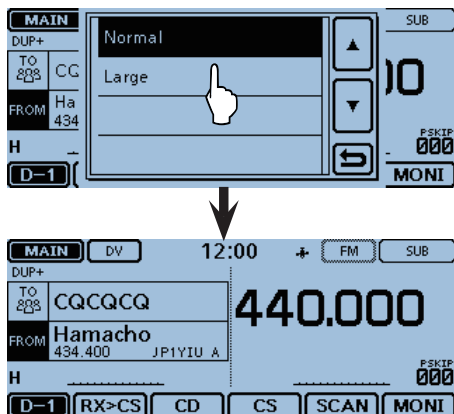 MAIN SUB
DUP+
Normal
TO CG
Large
00
FROM Ha
434
PSKIP
H 000
D-1 MONI
MAIN DV 12:00 FM SUB
DUP+
TO CQCQCQ
440.000
FROM Hamacho
434.400 JP1YIU A
PSKIP
H 000
D-1 RX>CS CD CS SCAN MONI